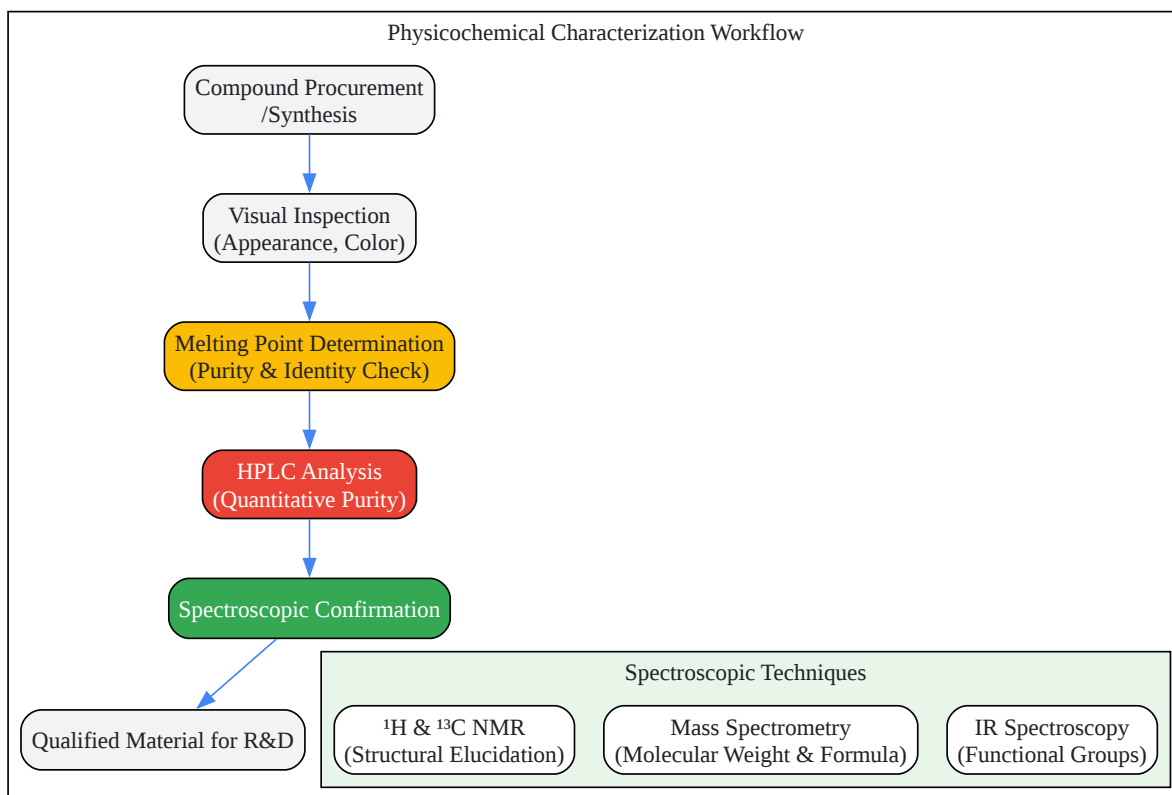 Physicochemical Characterization Workflow
Compound Procurement
/Synthesis
Visual Inspection
(Appearance, Color)
Melting Point Determination
(Purity & Identity Check)
HPLC Analysis
(Quantitative Purity)
Spectroscopic Confirmation
Qualified Material for R&D
Spectroscopic Techniques
¹H & ¹³C NMR
(Structural Elucidation)
Mass Spectrometry
(Molecular Weight & Formula)
IR Spectroscopy
(Functional Groups)